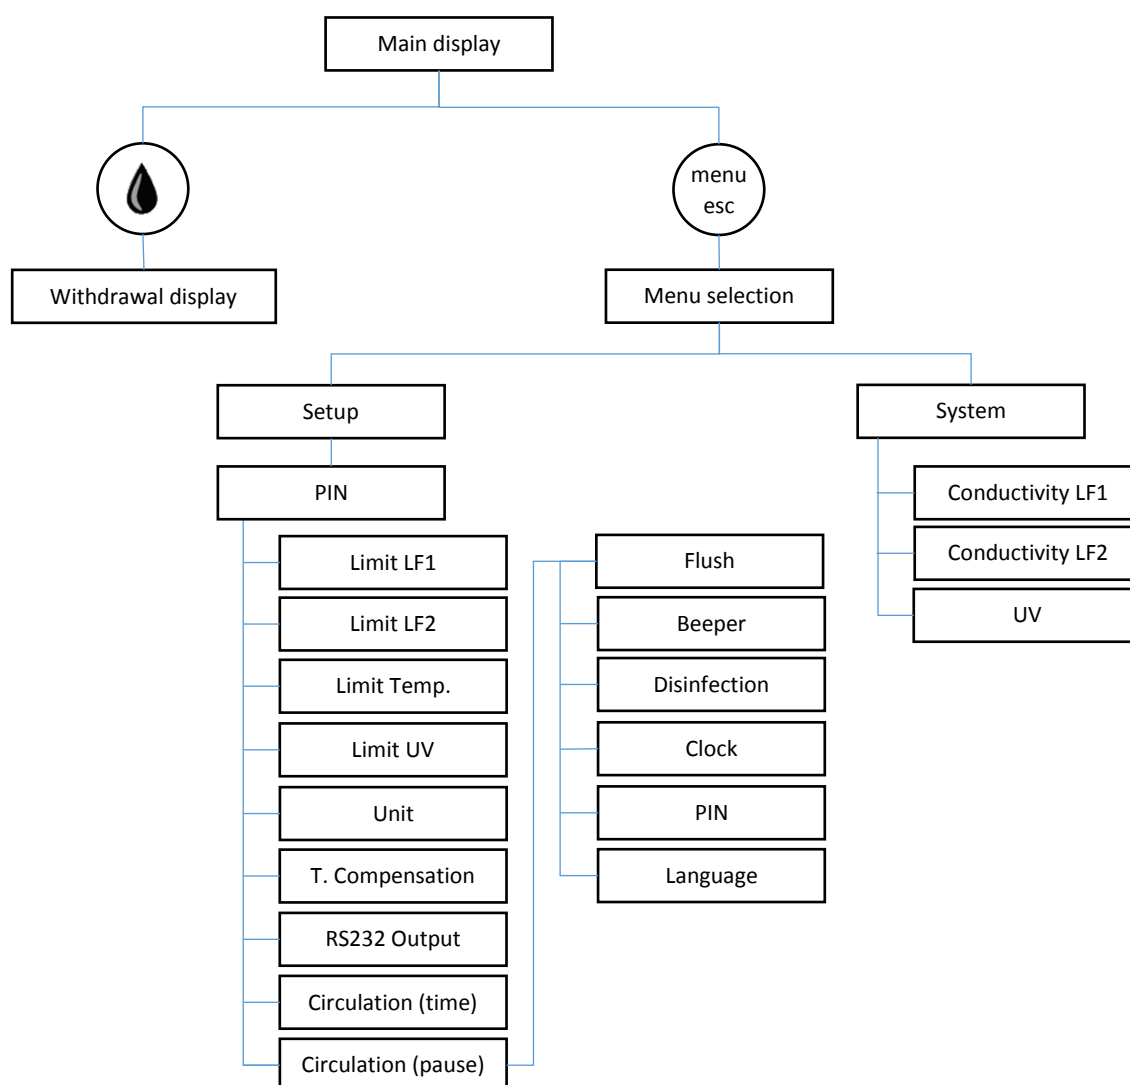 Main display
menu
esc
Withdrawal display
Menu selection
Setup
System
PIN
Limit LF1
Limit LF2
Limit Temp.
Limit UV
Unit
T. Compensation
RS232 Output
Circulation (time)
Circulation (pause)
Flush
Beeper
Disinfection
Clock
PIN
Language
Conductivity LF1
Conductivity LF2
UV